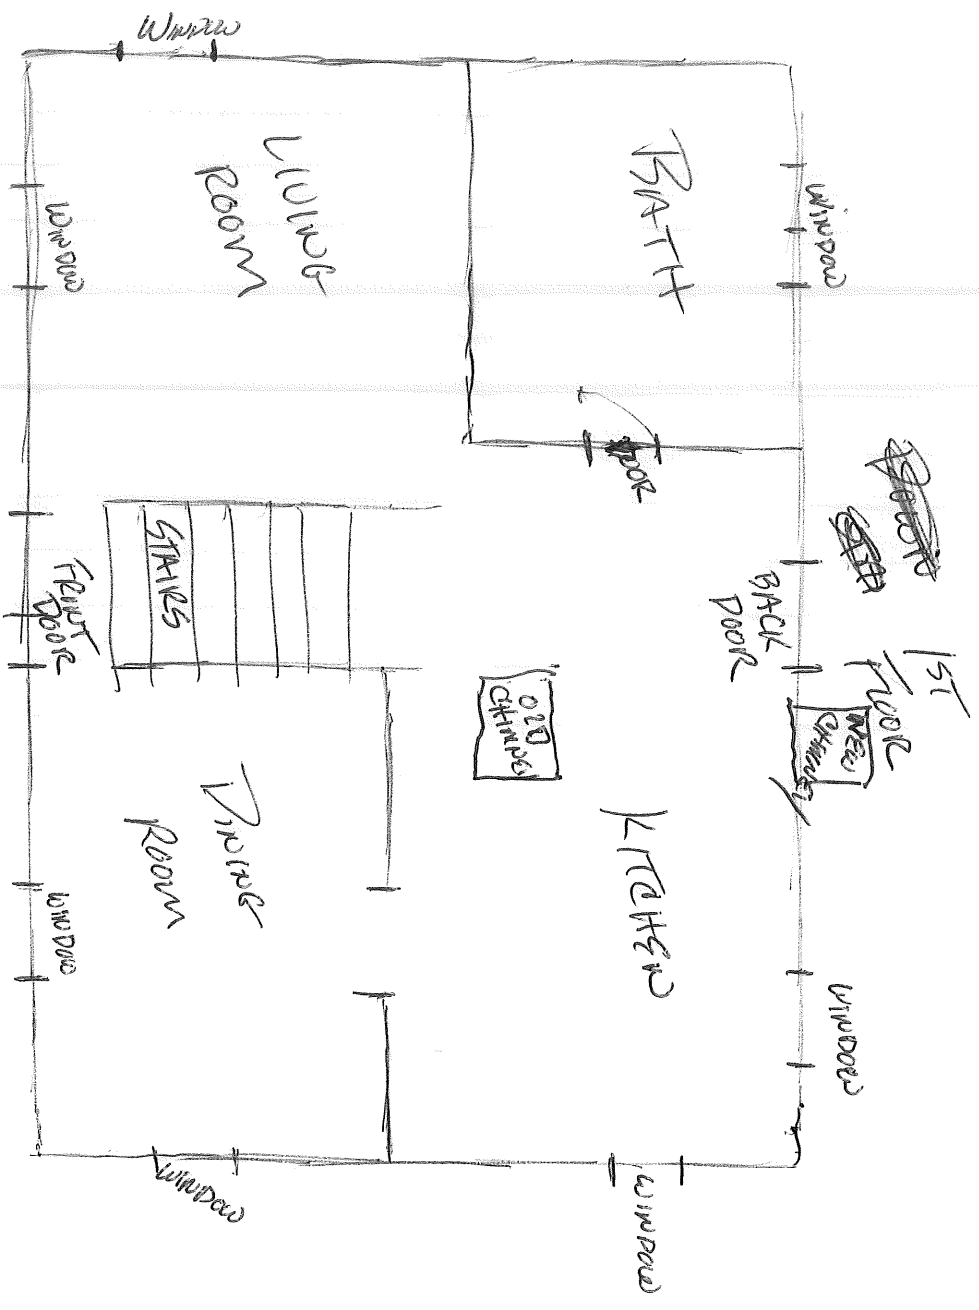 1ST
FLOOR
NEW
CHIMNEY
WINDOW
WINDOW
BACK
DOOR
BATH
DOOR
KITCHEN
WINDOW
OLD
CHIMNEY
LIVING
ROOM
WINDOW
STAIRS
DINING
ROOM
WINDOW
WINDOW
FRONT
DOOR
WINDOW